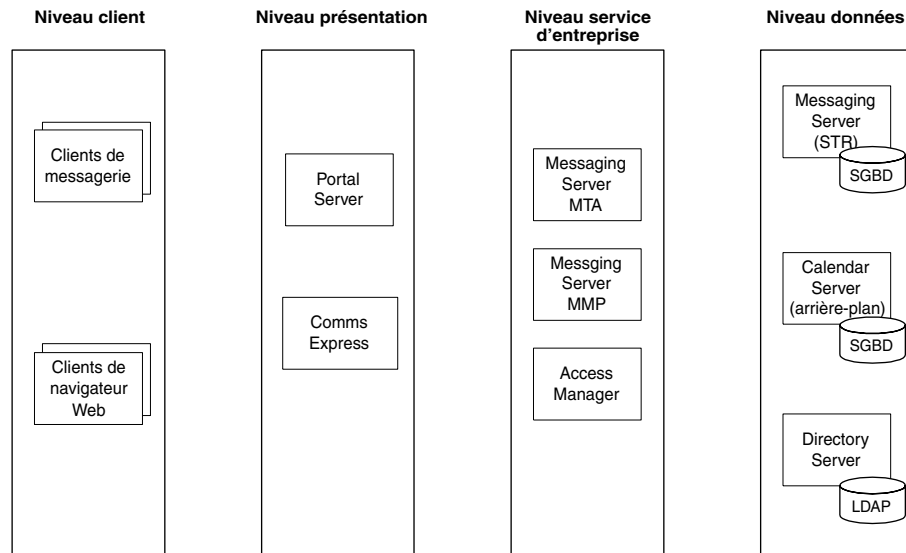 Niveau client
Niveau présentation
Niveau service
d'entreprise
Niveau données
Clients de
messagerie
Clients de
navigateur
Web
Portal
Server
Comms
Express
Messaging
Server
MTA
Messging
Server
MMP
Access
Manager
Messaging
Server
(STR)
SGBD
Calendar
Server
(arrière-plan)
SGBD
Directory
Server
LDAP